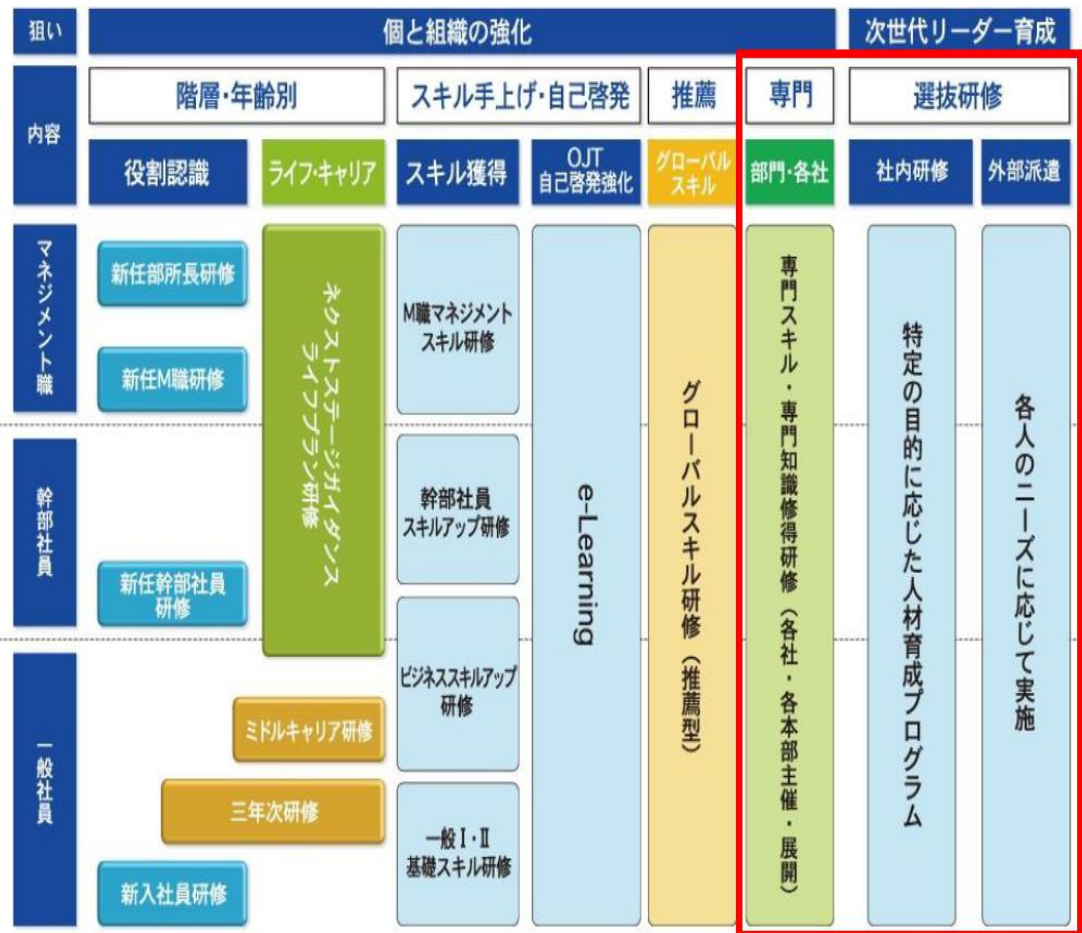 狙い
個と組織の強化
次世代リーダー育成
内容
階層・年齢別
スキル手上げ・自己啓発
推薦
専門
選抜研修
役割認識
ライフ・キャリア
スキル獲得
OJT
自己啓発強化
グローバル
スキル
部門・各社
社内研修
外部派遣
マネジメント職
新任部所長研修
新任M職研修
ネクストステージガイダンス
ライフプラン研修
M職マネジメント
スキル研修
e-Learning
グローバルスキル研修（推薦型）
専門スキル・専門知識修得研修（各社・各本部主催・展開）
特定の目的に応じた人材育成プログラム
各人のニーズに応じて実施
幹部社員
新任幹部社員
研修
幹部社員
スキルアップ研修
ビジネススキルアップ
研修
一般社員
ミドルキャリア研修
三年次研修
新入社員研修
一般Ⅰ・Ⅱ
基礎スキル研修